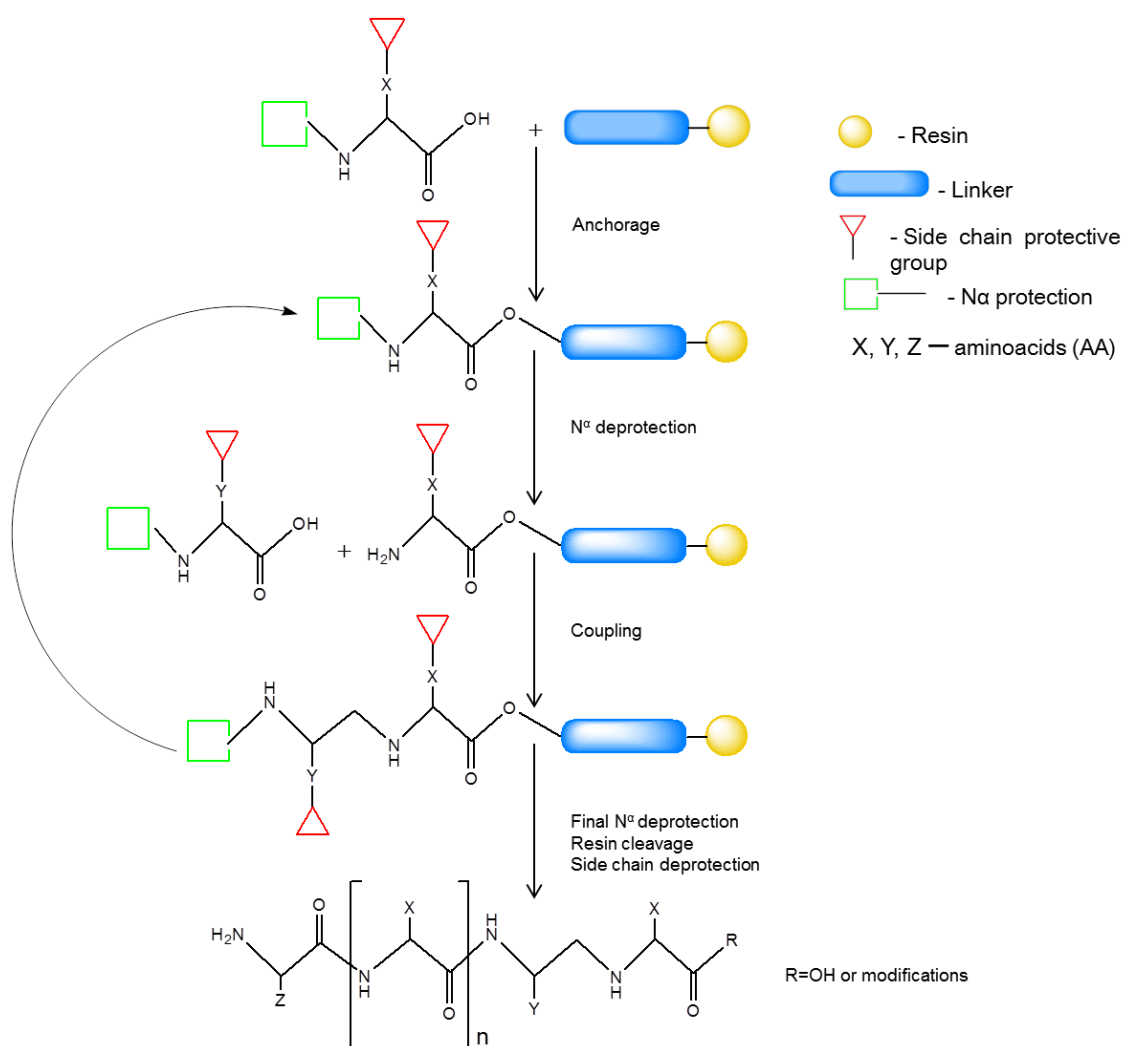 X
OH
N
H
O
+
- Resin
- Linker
- Side chain protective
group
- Nα protection
X, Y, Z — aminoacids (AA)
Anchorage
X
O
N
H
O
Nα deprotection
Y
OH
N
H
O
+
X
O
H2N
O
Coupling
H
N
Y
X
O
N
H
O
Final Nα deprotection
Resin cleavage
Side chain deprotection
H2N
Z
O
X
N
H
O
n
H
N
Y
N
H
X
R
O
R=OH or modifications